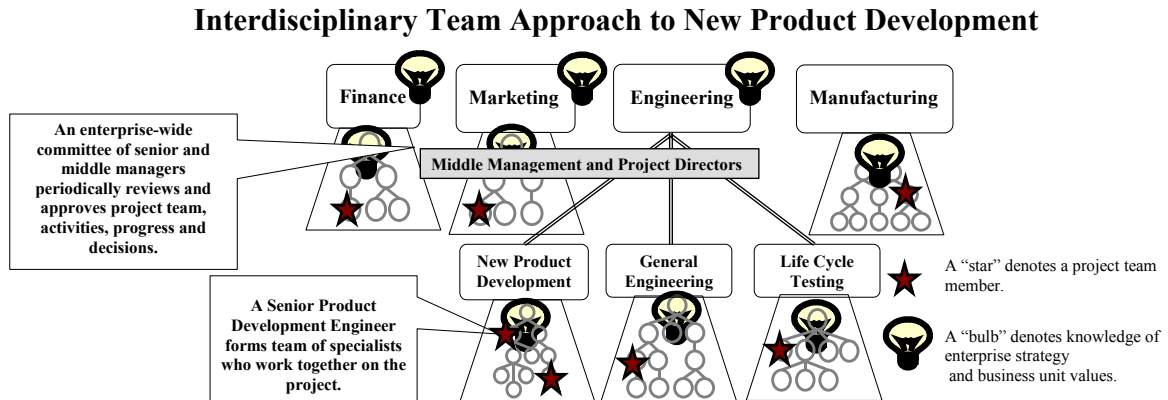 Interdisciplinary Team Approach to New Product Development
Finance
Marketing
Engineering
Manufacturing
An enterprise-wide
committee of senior and
middle managers
periodically reviews and
approves project team,
activities, progress and
decisions.
Middle Management and Project Directors
New Product
Development
General
Engineering
Life Cycle
Testing
A “star” denotes a project team
member.
A Senior Product
Development Engineer
forms team of specialists
who work together on the
project.
A “bulb” denotes knowledge of
enterprise strategy
and business unit values.